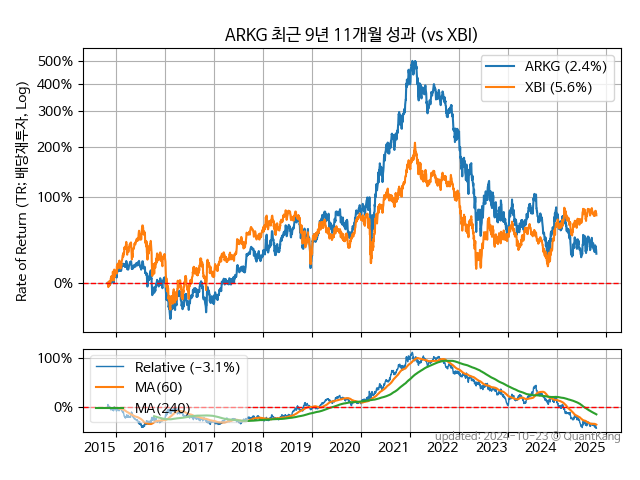 ARKG 최근 9년 11개월 성과 (vs XBI)
Rate of Return (TR: 배당재투자, Log)
500%
400%
300%
200%
100%
0%
ARKG (2.4%)
XBI (5.6%)
100%
0%
Relative (−3.1%)
MA(60)
MA(240)
2015 2016 2017 2018 2019 2020 2021 2022 2023 2024 2025
updated: 2024-10-23 © QuantKang